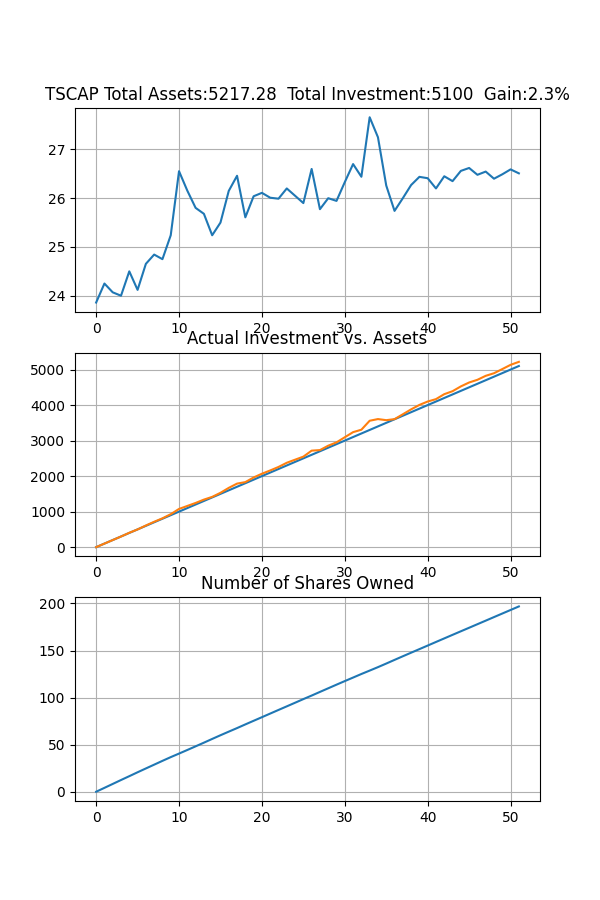 TSCAP Total Assets:5217.28  Total Investment:5100  Gain:2.3%
27
26
25
24
0 10 20 30 40 50
Actual Investment vs. Assets
5000
4000
3000
2000
1000
0
0 10 20 30 40 50
Number of Shares Owned
200
150
100
50
0
0 10 20 30 40 50